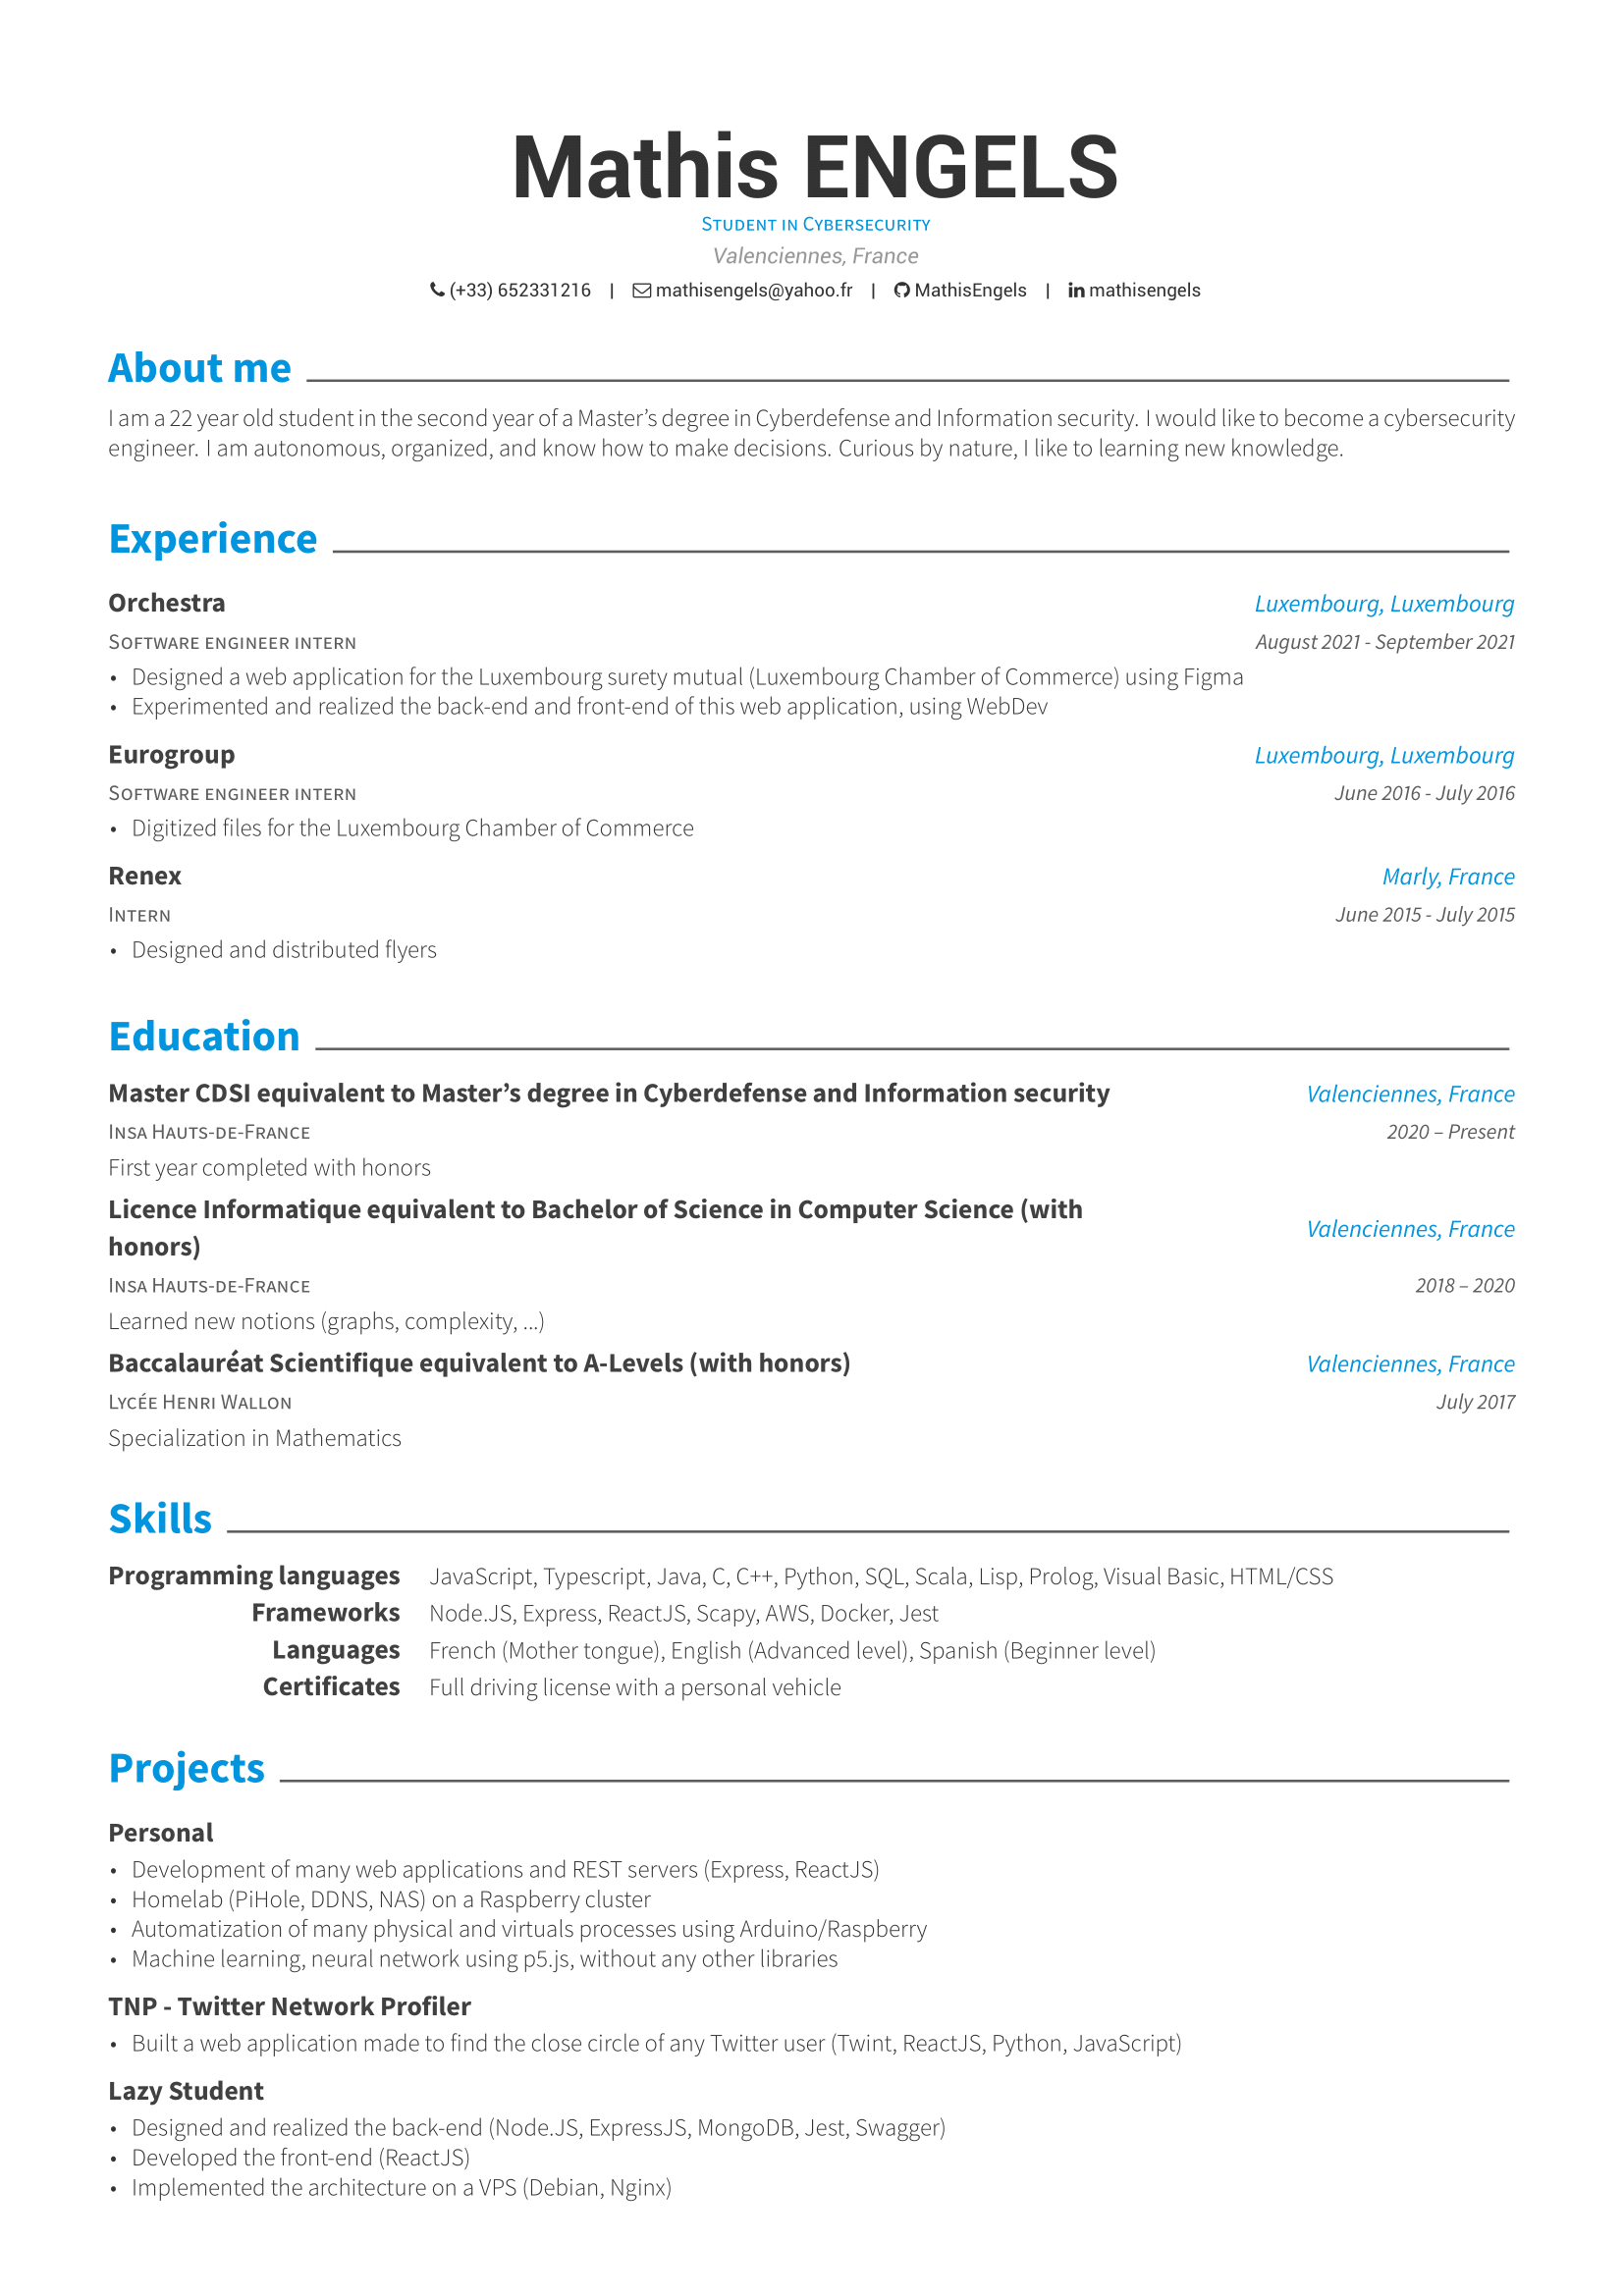 Mathis ENGELS
Student in Cybersecurity
Valenciennes, France
(+33) 652331216 | mathisengels@yahoo.fr | MathisEngels | mathisengels
About me
I am a 22 year old student in the second year of a Master’s degree in Cyberdefense and Information security. I would like to become a cybersecurity
engineer. I am autonomous, organized, and know how to make decisions. Curious by nature, I like to learning new knowledge.
Experience
Orchestra Luxembourg, Luxembourg
Software engineer intern August 2021 - September 2021
• Designed a web application for the Luxembourg surety mutual (Luxembourg Chamber of Commerce) using Figma
• Experimented and realized the back-end and front-end of this web application, using WebDev
Eurogroup Luxembourg, Luxembourg
Software engineer intern June 2016 - July 2016
• Digitized files for the Luxembourg Chamber of Commerce
Renex Marly, France
Intern June 2015 - July 2015
• Designed and distributed flyers
Education
Master CDSI equivalent to Master’s degree in Cyberdefense and Information security Valenciennes, France
Insa Hauts-de-France 2020 – Present
First year completed with honors
Licence Informatique equivalent to Bachelor of Science in Computer Science (with
honors) Valenciennes, France
Insa Hauts-de-France 2018 – 2020
Learned new notions (graphs, complexity, ...)
Baccalauréat Scientifique equivalent to A-Levels (with honors) Valenciennes, France
Lycée Henri Wallon July 2017
Specialization in Mathematics
Skills
Programming languages JavaScript, Typescript, Java, C, C++, Python, SQL, Scala, Lisp, Prolog, Visual Basic, HTML/CSS
Frameworks Node.JS, Express, ReactJS, Scapy, AWS, Docker, Jest
Languages French (Mother tongue), English (Advanced level), Spanish (Beginner level)
Certificates Full driving license with a personal vehicle
Projects
Personal
• Development of many web applications and REST servers (Express, ReactJS)
• Homelab (PiHole, DDNS, NAS) on a Raspberry cluster
• Automatization of many physical and virtuals processes using Arduino/Raspberry
• Machine learning, neural network using p5.js, without any other libraries
TNP - Twitter Network Profiler
• Built a web application made to find the close circle of any Twitter user (Twint, ReactJS, Python, JavaScript)
Lazy Student
• Designed and realized the back-end (Node.JS, ExpressJS, MongoDB, Jest, Swagger)
• Developed the front-end (ReactJS)
• Implemented the architecture on a VPS (Debian, Nginx)